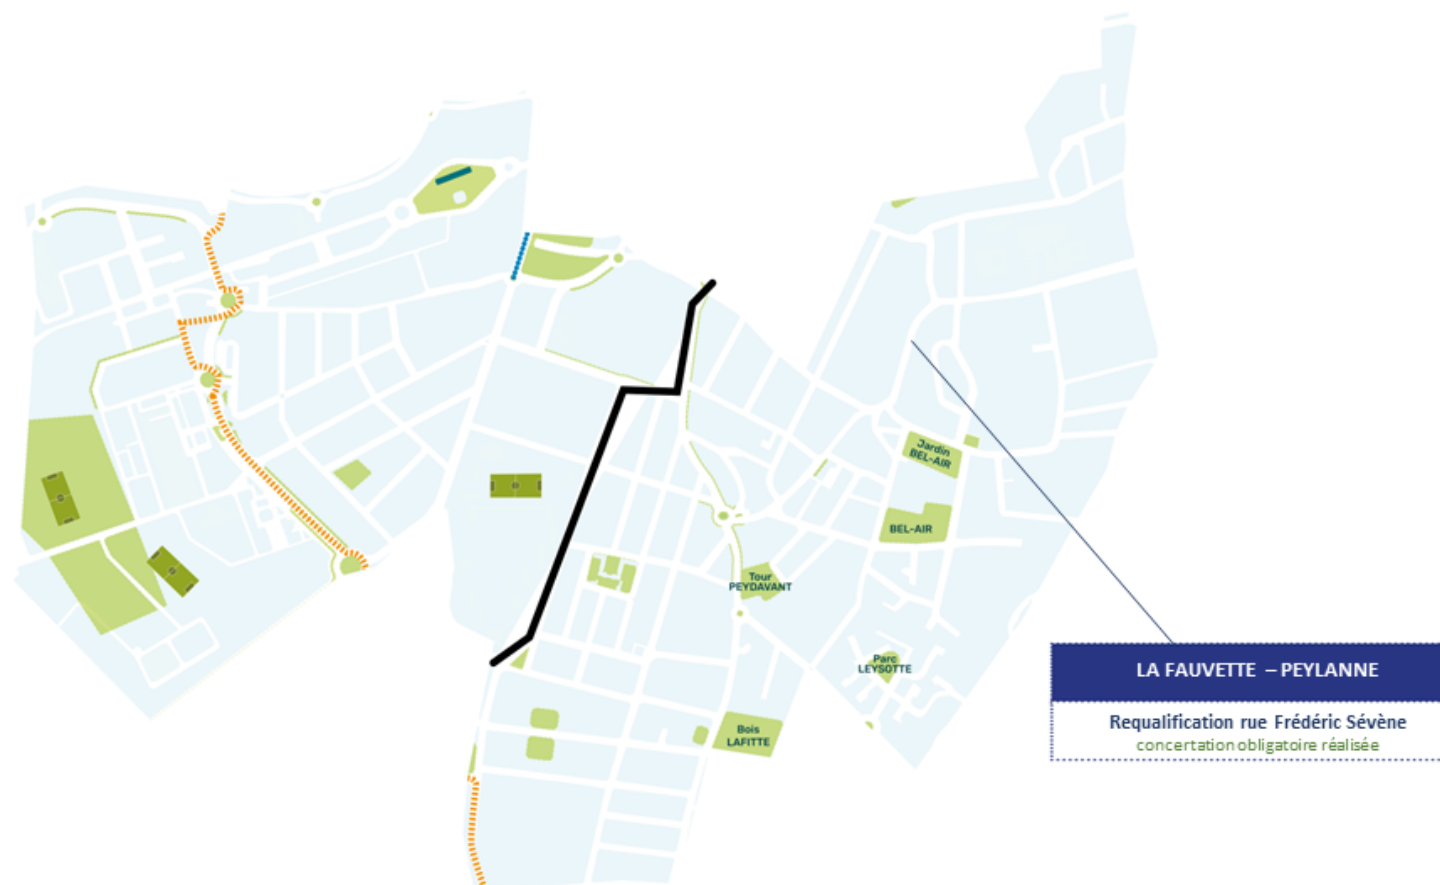 Jardin
BEL-AIR
BEL-AIR
Tour
PEYDAVANT
Parc
LEYSOTTE
Bois
LAFITTE
LA FAUVETTE – PEYLANNE
Requalification rue Frédéric Sévène
concertation obligatoire réalisée